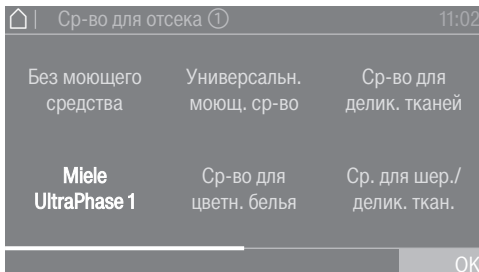 Ср-во для отсека ① 11:02
Без моющего средства
Универсальн. моющ. ср-во
Ср-во для делик. тканей
Miele UltraPhase 1
Ср-во для цветн. белья
Ср. для шер./ делик. ткан.
OK